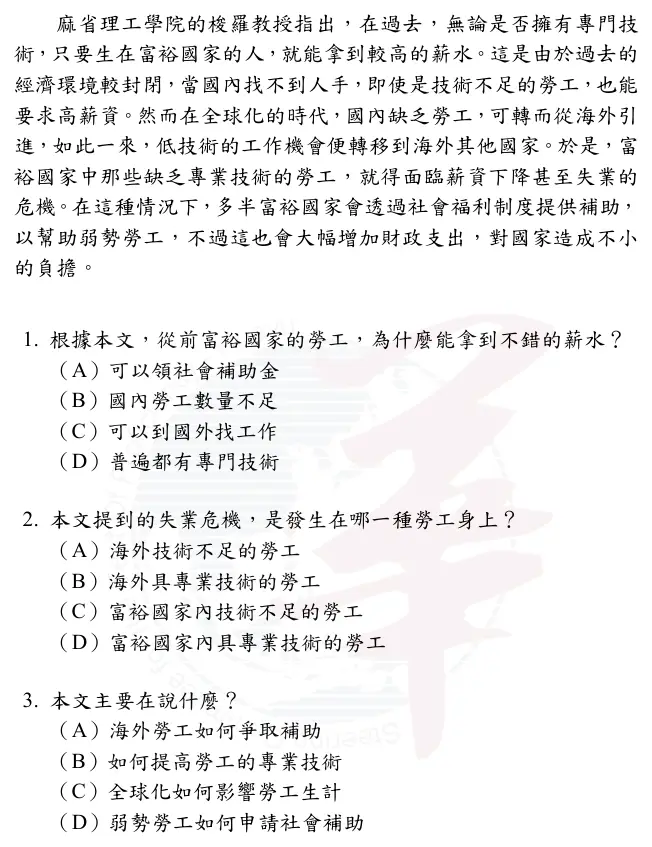 麻省理工學院的梭羅教授指出，在過去，無論是否擁有專門技
術，只要生在富裕國家的人，就能拿到較高的薪水。這是由於過去的
經濟環境較封閉，當國內找不到人手，即使是技術不足的勞工，也能
要求高薪資。然而在全球化的時代，國內缺乏勞工，可轉而從海外引
進，如此一來，低技術的工作機會便轉移到海外其他國家。於是，富
裕國家中那些缺乏專業技術的勞工，就得面臨薪資下降甚至失業的
危機。在這種情況下，多半富裕國家會透過社會福利制度提供補助，
以幫助弱勢勞工，不過這也會大幅增加財政支出，對國家造成不小
的負擔。
1. 根據本文，從前富裕國家的勞工，為什麼能拿到不錯的薪水？
（A）可以領社會補助金
（B）國內勞工數量不足
（C）可以到國外找工作
（D）普遍都有專門技術
2. 本文提到的失業危機，是發生在哪一種勞工身上？
（A）海外技術不足的勞工
（B）海外具專業技術的勞工
（C）富裕國家內技術不足的勞工
（D）富裕國家內具專業技術的勞工
3. 本文主要在說什麼？
（A）海外勞工如何爭取補助
（B）如何提高勞工的專業技術
（C）全球化如何影響勞工生計
（D）弱勢勞工如何申請社會補助